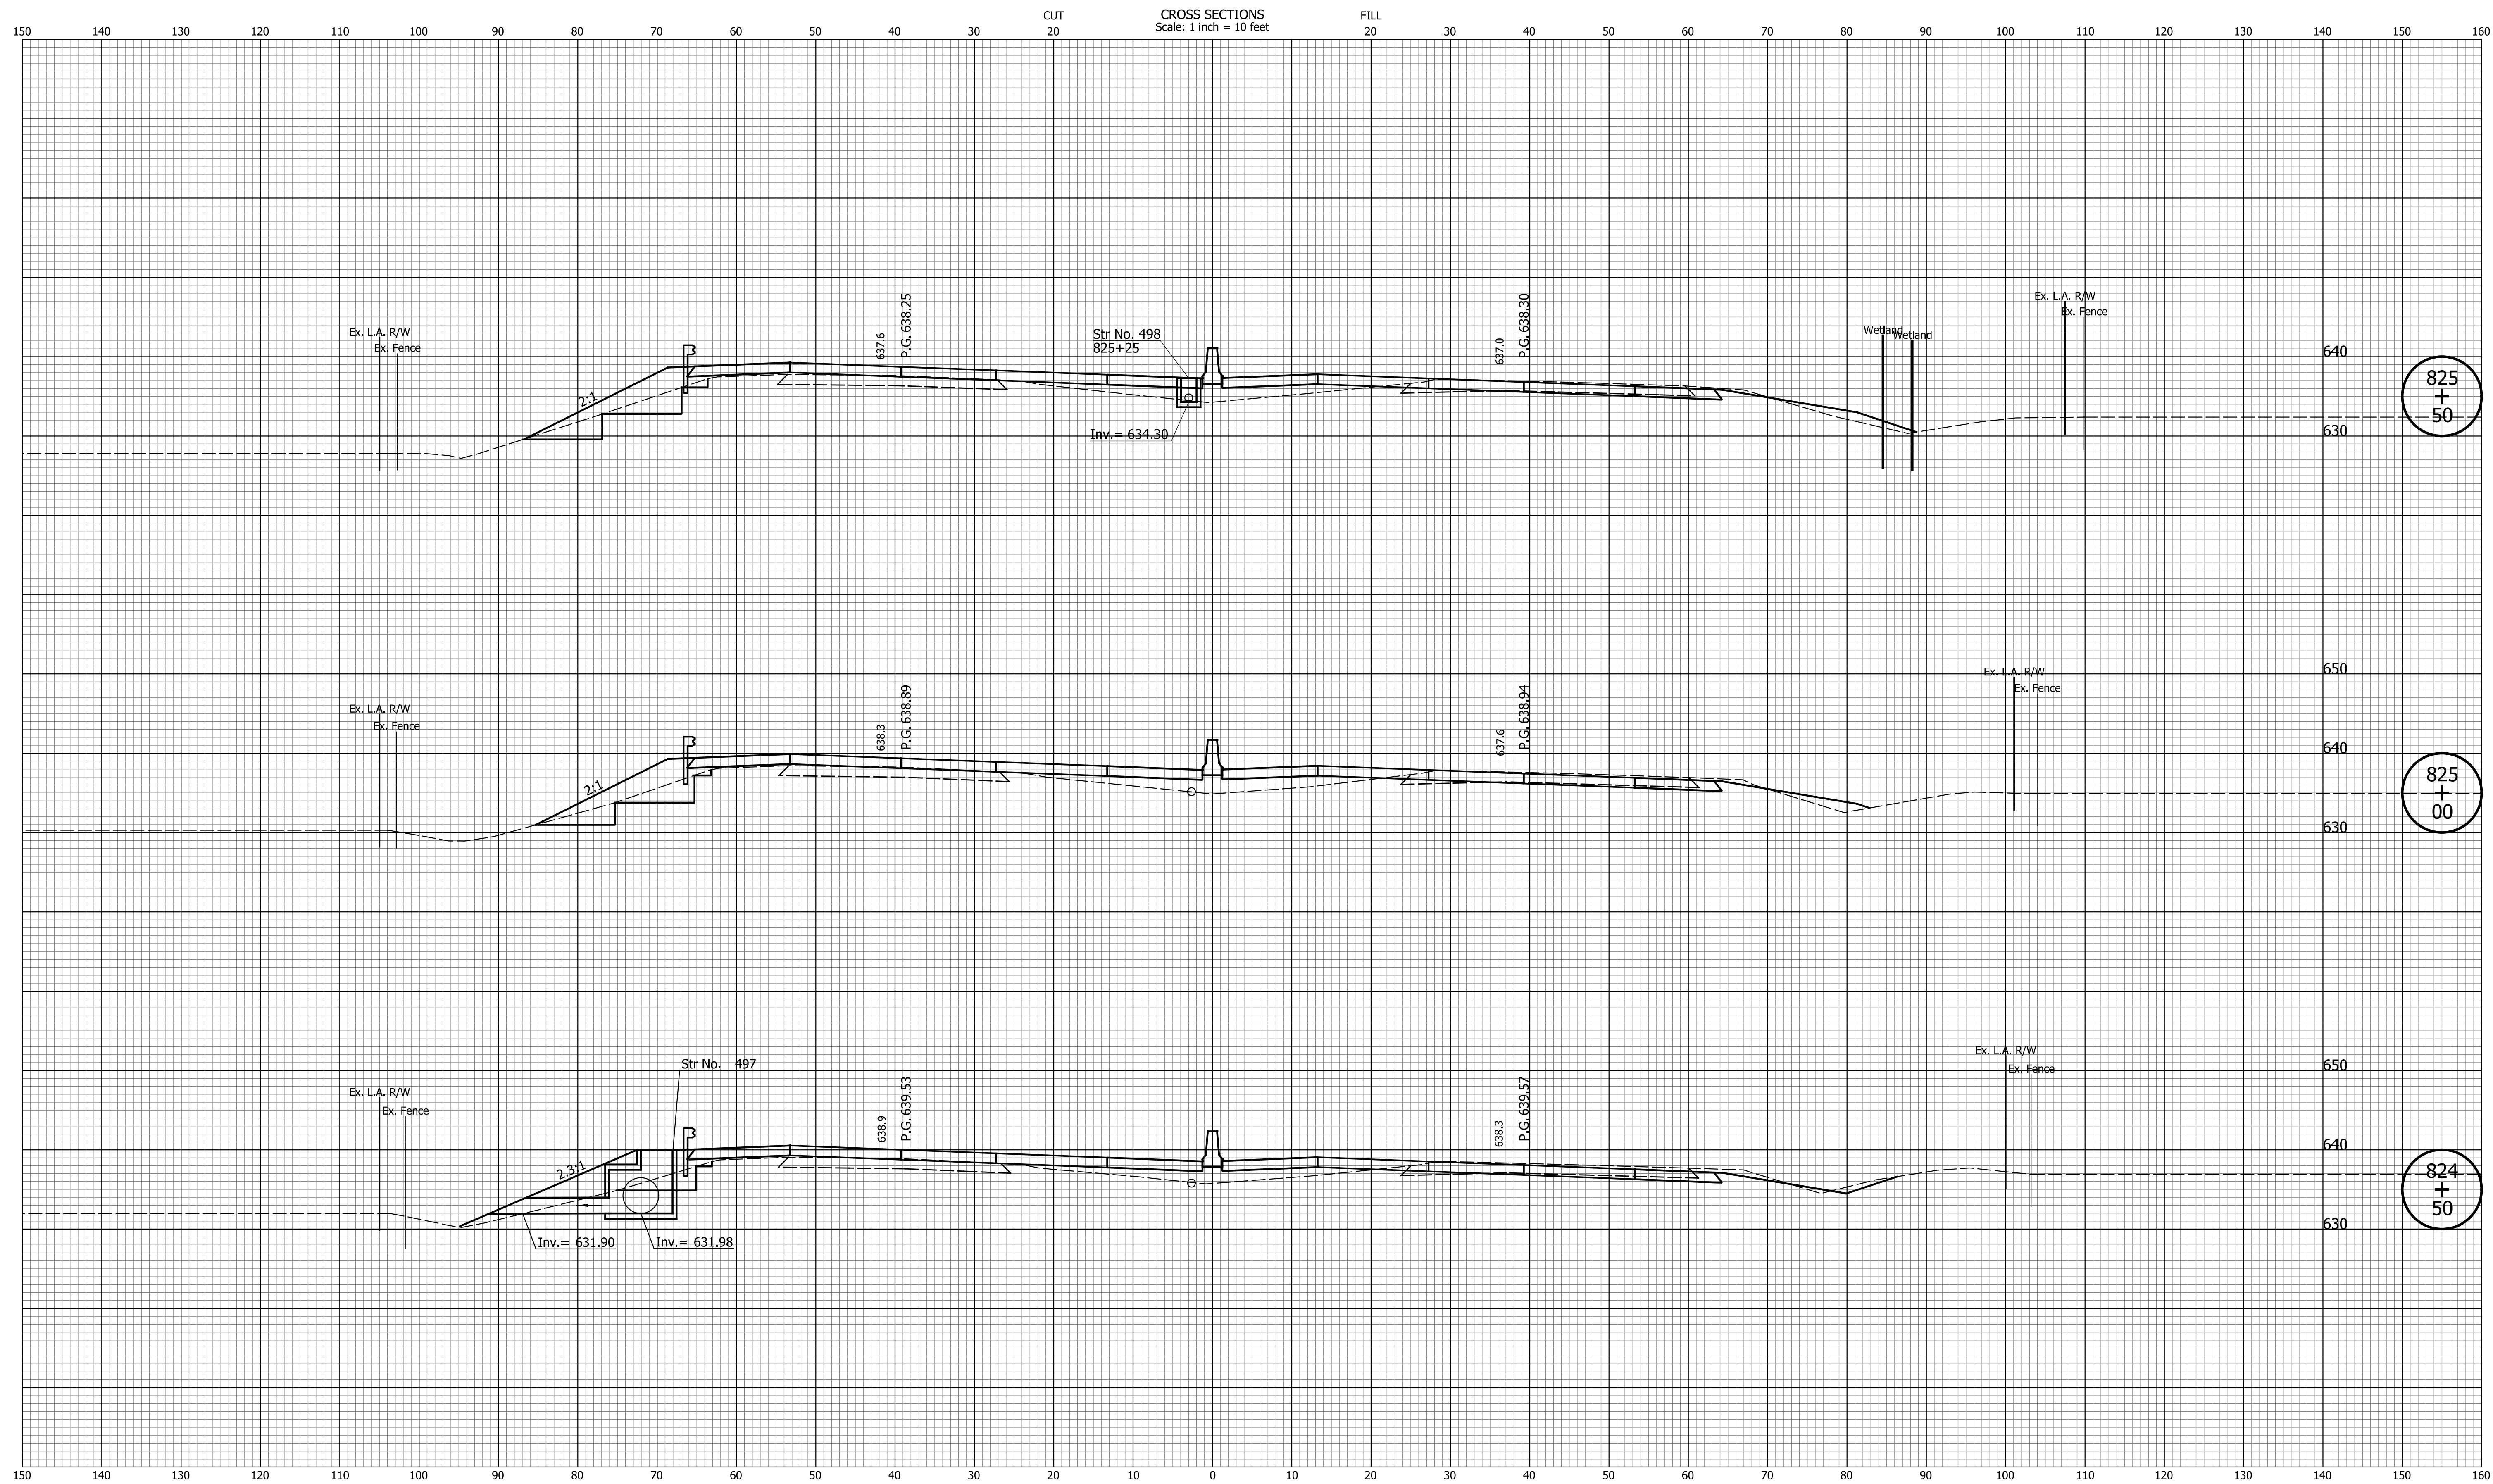 CUT CROSS SECTIONS FILL
Scale: 1 inch = 10 feet
150 140 130 120 110 100 90 80 70 60 50 40 30 20 20 30 40 50 60 70 80 90 100 110 120 130 140 150 160
Ex. L.A. R/W
Ex. Fence
2:1
637.6
P.G. 638.25
Str No. 498
825+25
Inv.= 634.30
637.0
P.G. 638.30
Wetland
Wetland
Ex. L.A. R/W
Ex. Fence
640
630
825
+
50
Ex. L.A. R/W
Ex. Fence
2:1
638.3
P.G. 638.89
637.6
P.G. 638.94
Ex. L.A. R/W
Ex. Fence
650
640
630
825
+
00
Ex. L.A. R/W
Ex. Fence
2.3:1
Str No. 497
Inv.= 631.90
Inv.= 631.98
638.9
P.G. 639.53
638.3
P.G. 639.57
Ex. L.A. R/W
Ex. Fence
650
640
630
824
+
50
150 140 130 120 110 100 90 80 70 60 50 40 30 20 10 0 10 20 30 40 50 60 70 80 90 100 110 120 130 140 150 160